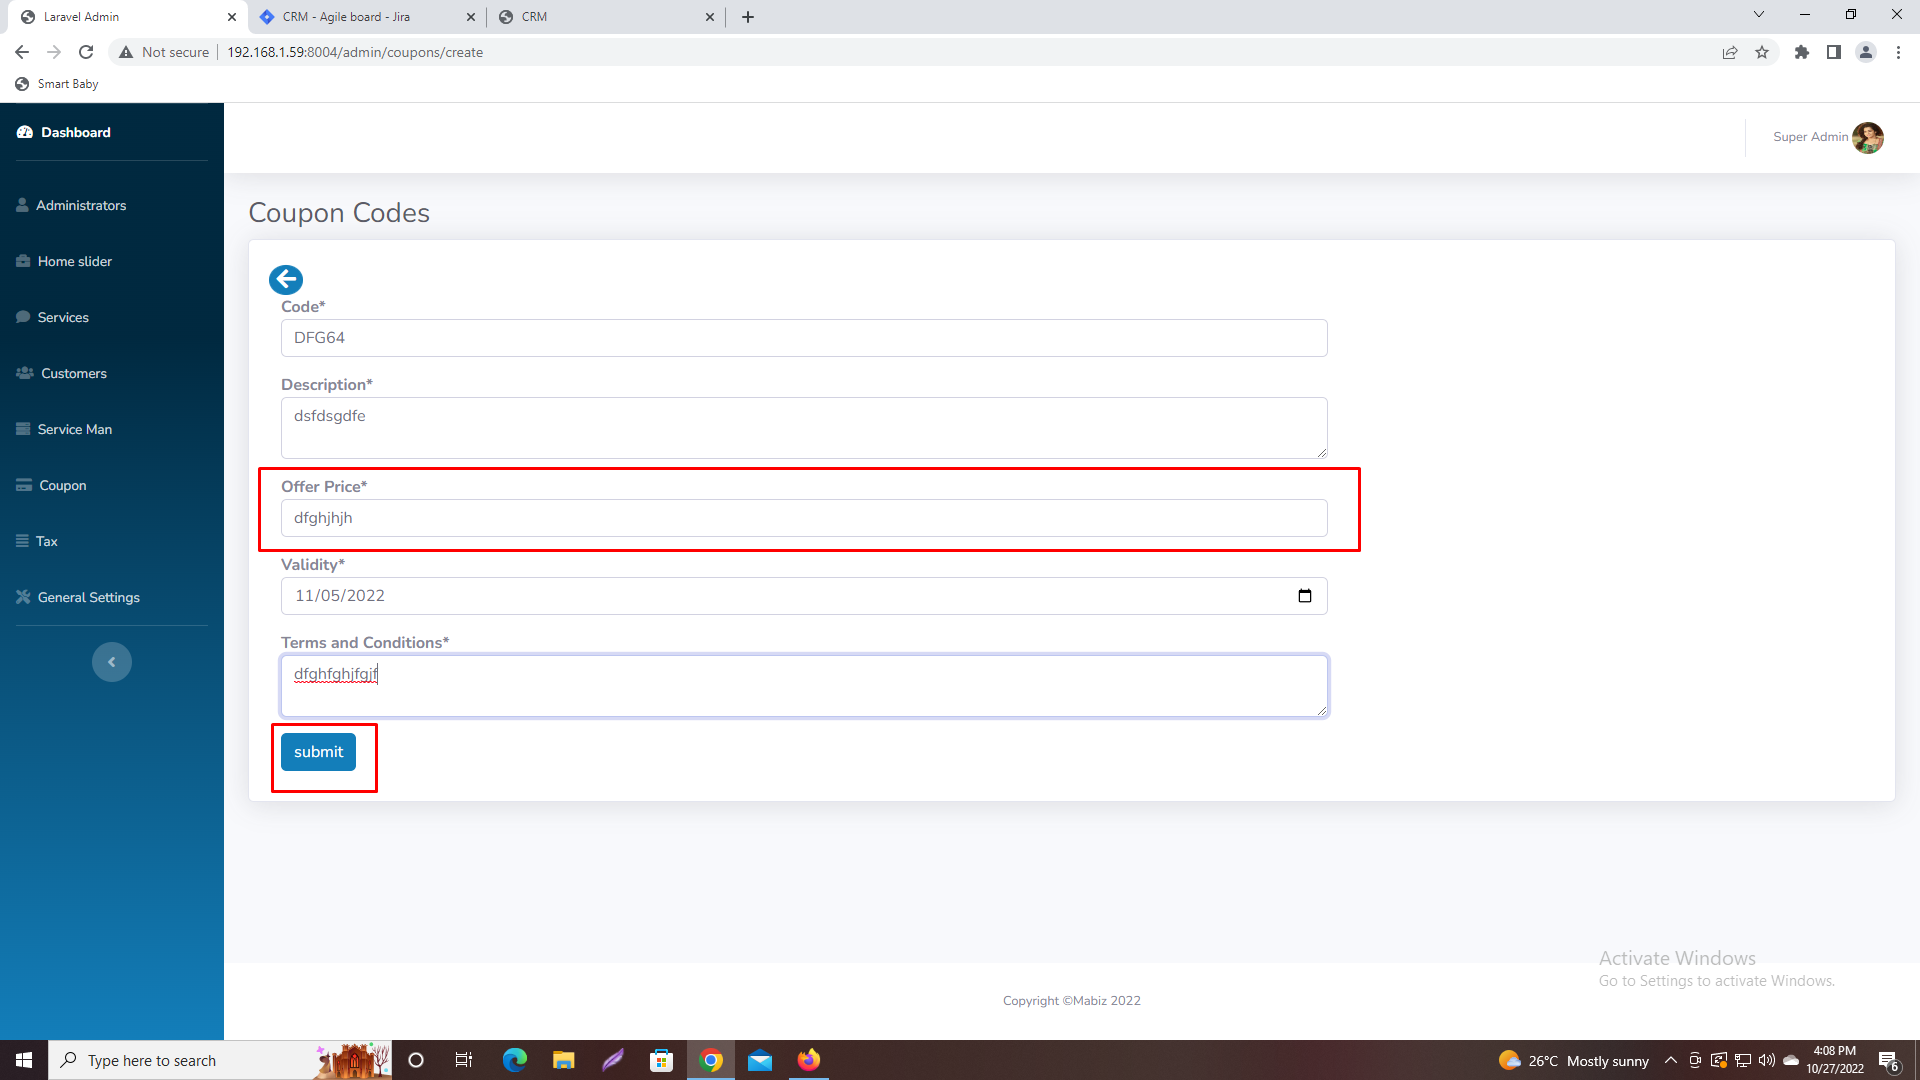 Laravel Admin
CRM - Agile board - Jira
CRM
Not secure
192.168.1.59:8004/admin/coupons/create
Smart Baby
Dashboard
Super Admin
Administrators
Home slider
Services
Customers
Service Man
Coupon
Tax
General Settings
Coupon Codes
Code*
DFG64
Description*
dsfdsgdfe
Offer Price*
dfghjhjh
Validity*
11/05/2022
Terms and Conditions*
dfghfghjfgjf
submit
Activate Windows
Go to Settings to activate Windows.
Copyright ©Mabiz 2022
Type here to search
26°C Mostly sunny
4:08 PM
10/27/2022
6